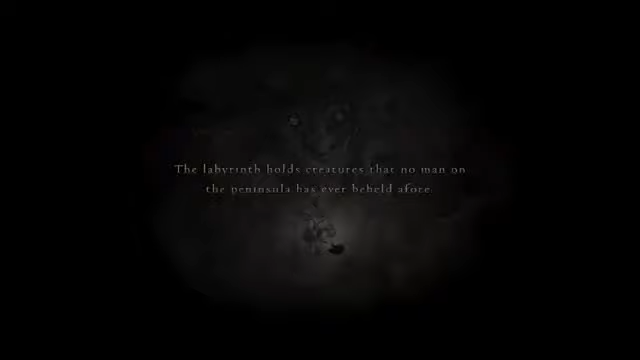 The labyrinth holds creatures that no man on
the peninsula has ever beheld afore.